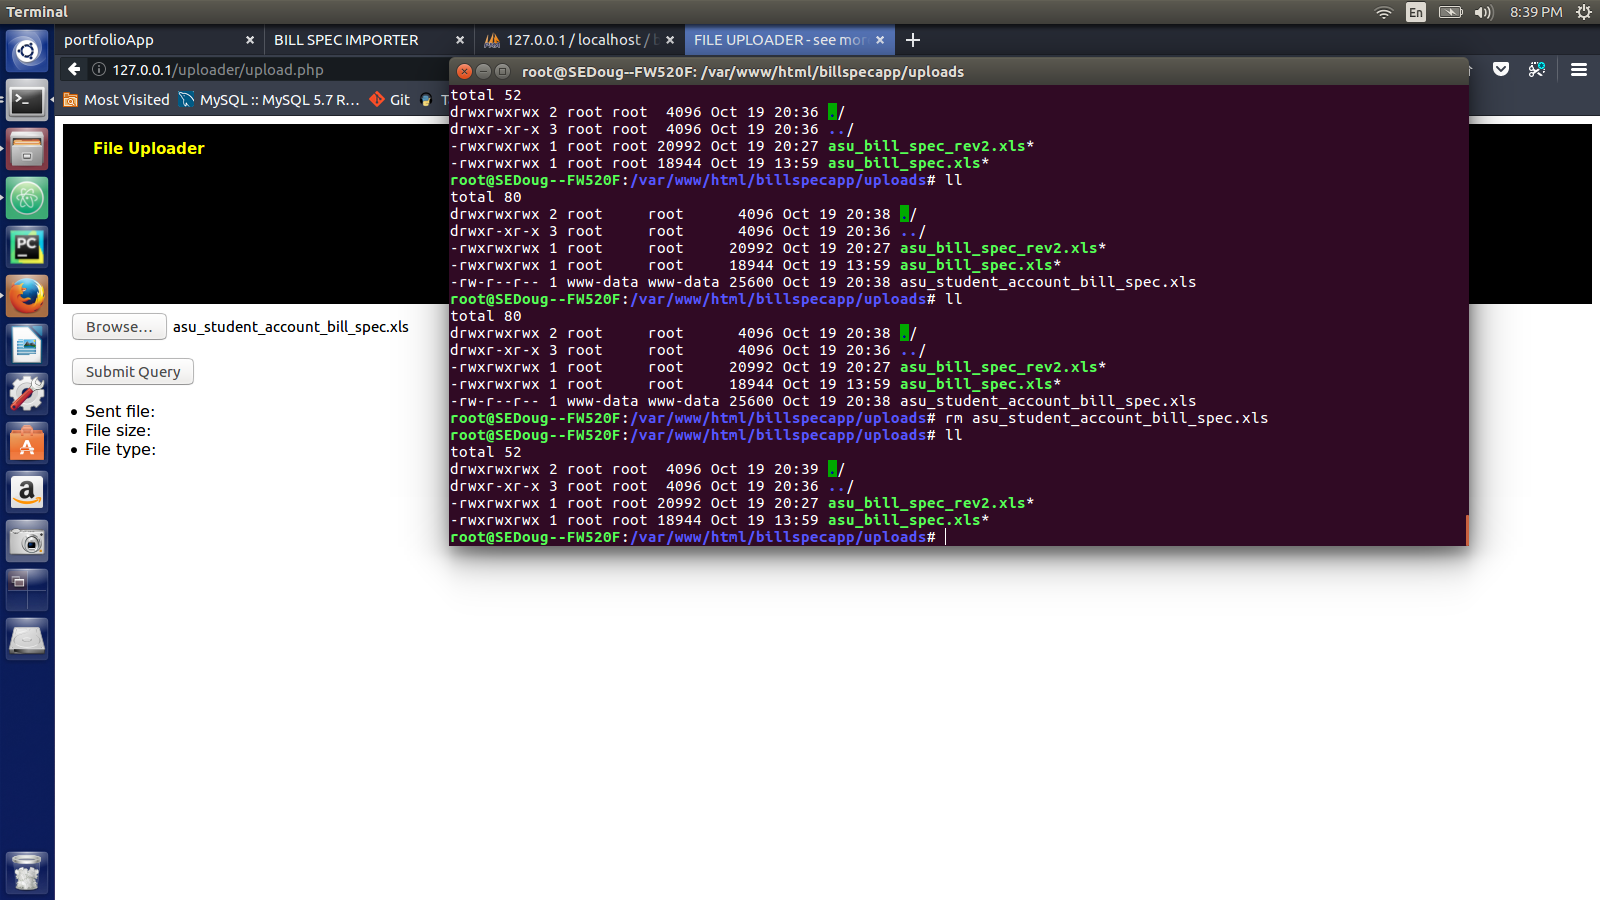 Terminal
En
8:39 PM
portfolioApp
BILL SPEC IMPORTER
127.0.0.1 / localhost /
FILE UPLOADER - see mor
127.0.0.1/uploader/upload.php
Most Visited
MySQL :: MySQL 5.7 R...
Git
File Uploader
Browse...
asu_student_account_bill_spec.xls
Submit Query
Sent file:
File size:
File type:
root@SEDoug--FW520F: /var/www/html/billspecapp/uploads
total 52
drwxrwxrwx 2 root root  4096 Oct 19 20:36 ./
drwxr-xr-x 3 root root  4096 Oct 19 20:36 ../
-rwxrwxrwx 1 root root 20992 Oct 19 20:27 asu_bill_spec_rev2.xls*
-rwxrwxrwx 1 root root 18944 Oct 19 13:59 asu_bill_spec.xls*
root@SEDoug--FW520F:/var/www/html/billspecapp/uploads# ll
total 80
drwxrwxrwx 2 root     root      4096 Oct 19 20:38 ./
drwxr-xr-x 3 root     root      4096 Oct 19 20:36 ../
-rwxrwxrwx 1 root     root     20992 Oct 19 20:27 asu_bill_spec_rev2.xls*
-rwxrwxrwx 1 root     root     18944 Oct 19 13:59 asu_bill_spec.xls*
-rw-r--r-- 1 www-data www-data 25600 Oct 19 20:38 asu_student_account_bill_spec.xls
root@SEDoug--FW520F:/var/www/html/billspecapp/uploads# ll
total 80
drwxrwxrwx 2 root     root      4096 Oct 19 20:38 ./
drwxr-xr-x 3 root     root      4096 Oct 19 20:36 ../
-rwxrwxrwx 1 root     root     20992 Oct 19 20:27 asu_bill_spec_rev2.xls*
-rwxrwxrwx 1 root     root     18944 Oct 19 13:59 asu_bill_spec.xls*
-rw-r--r-- 1 www-data www-data 25600 Oct 19 20:38 asu_student_account_bill_spec.xls
root@SEDoug--FW520F:/var/www/html/billspecapp/uploads# rm asu_student_account_bill_spec.xls
root@SEDoug--FW520F:/var/www/html/billspecapp/uploads# ll
total 52
drwxrwxrwx 2 root root  4096 Oct 19 20:39 ./
drwxr-xr-x 3 root root  4096 Oct 19 20:36 ../
-rwxrwxrwx 1 root root 20992 Oct 19 20:27 asu_bill_spec_rev2.xls*
-rwxrwxrwx 1 root root 18944 Oct 19 13:59 asu_bill_spec.xls*
root@SEDoug--FW520F:/var/www/html/billspecapp/uploads#
PC